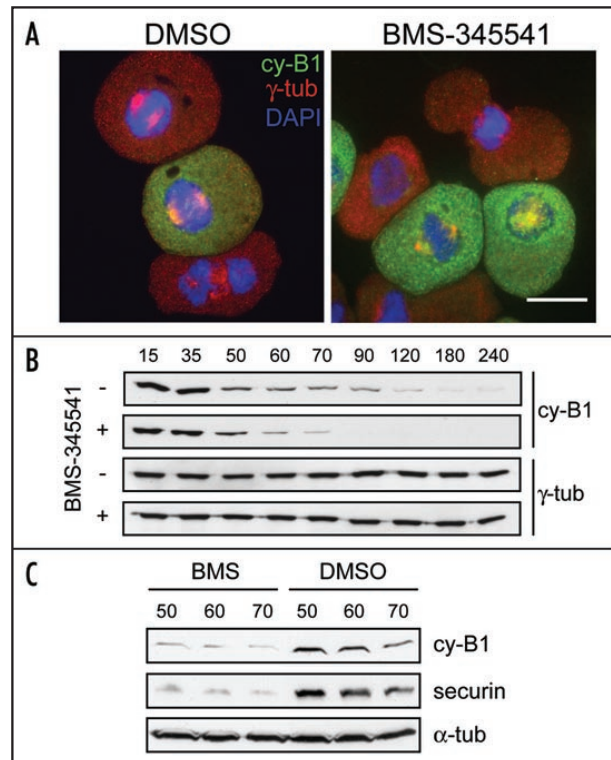 A
DMSO
BMS-345541
cy-B1
γ-tub
DAPI
B
15 35 50 60 70 90 120 180 240
BMS-345541
-
+
-
+
cy-B1
γ-tub
C
BMS DMSO
50 60 70 50 60 70
cy-B1
securin
α-tub